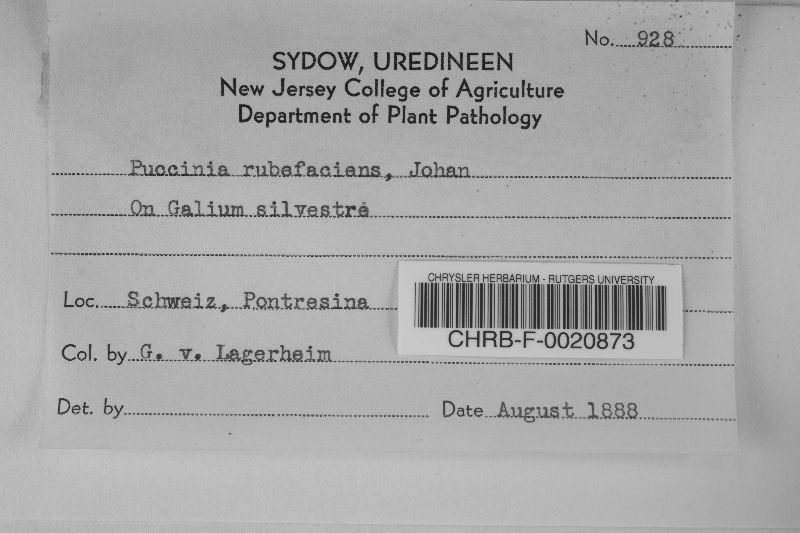 No. 928
SYDOW, UREDINEEN
New Jersey College of Agriculture
Department of Plant Pathology
Puccinia rubefaciens, Johan
On Galium silvestre
CHRYSLER HERBARIUM - RUTGERS UNIVERSITY
CHRB-F-0020873
Loc. Schweiz, Pontresina
Col. by G. v. Lagerheim
Det. by
Date August 1888